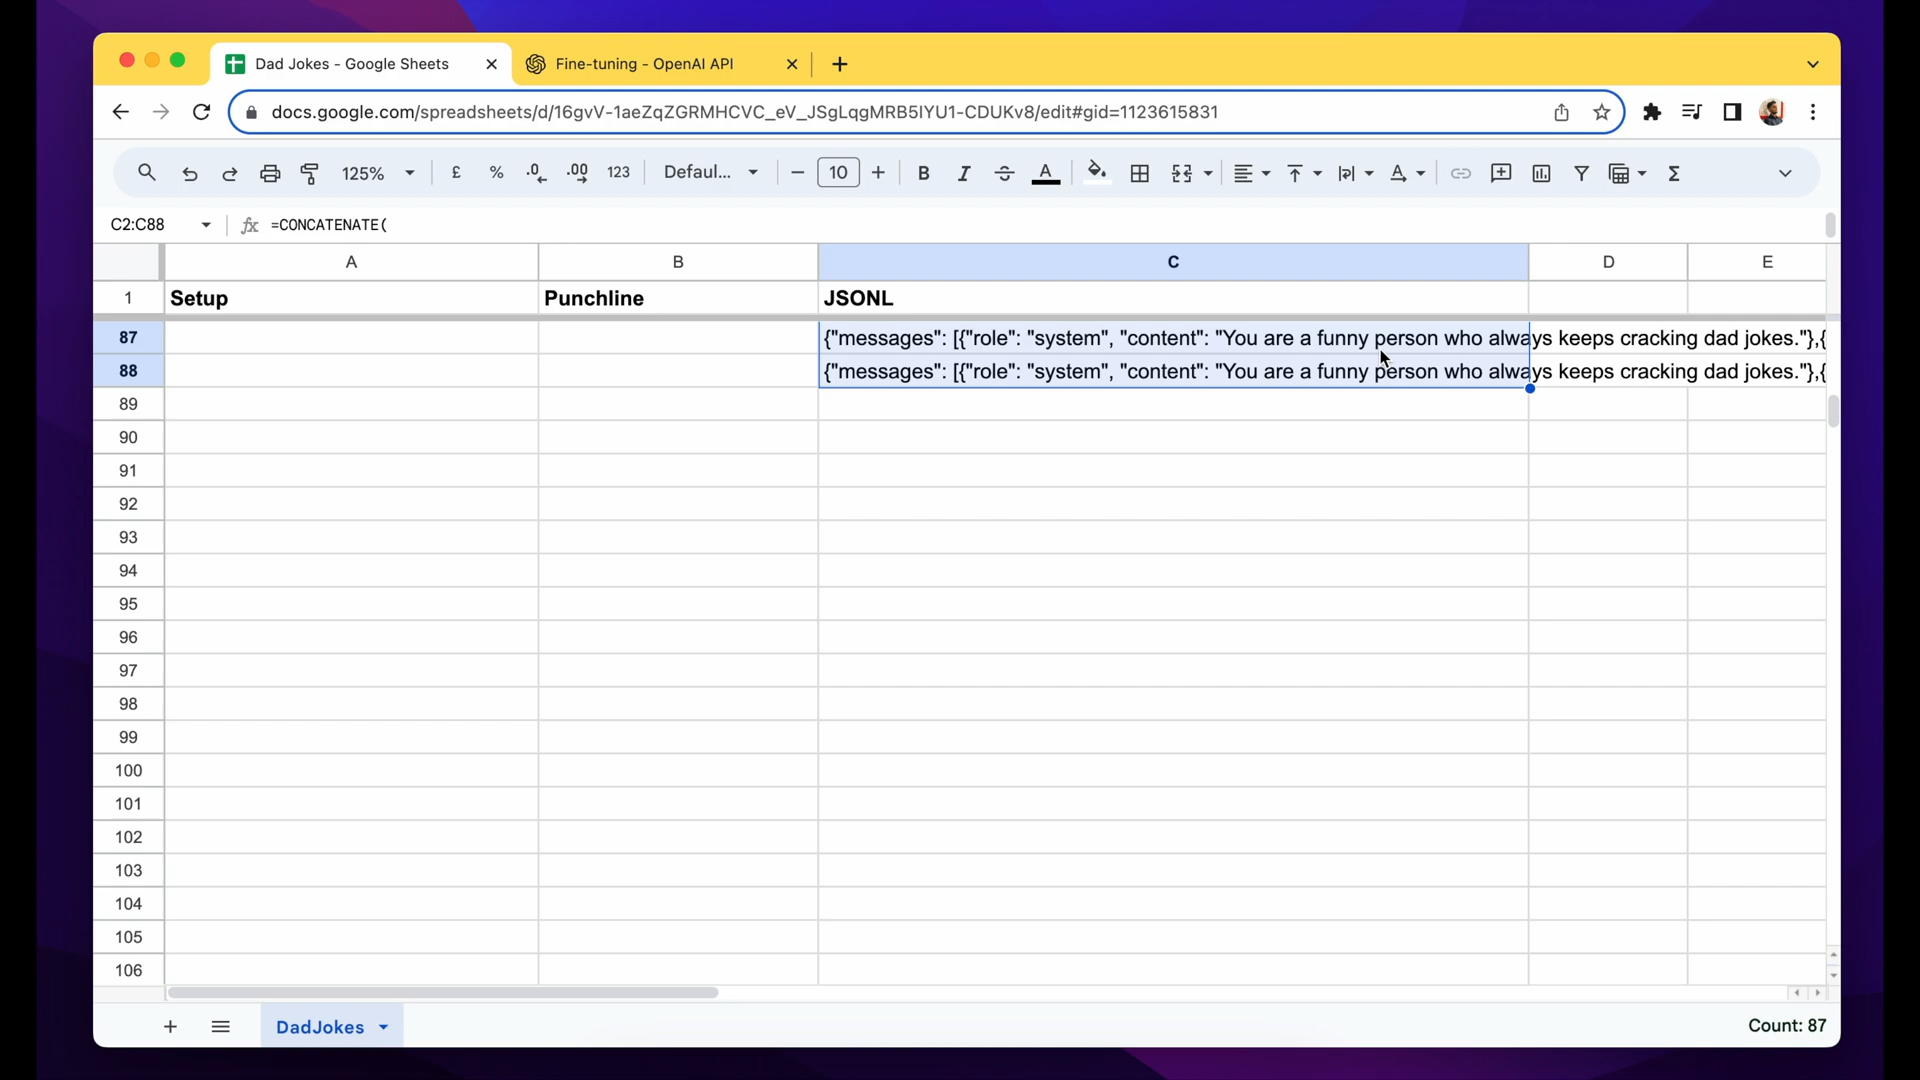 Dad Jokes - Google Sheets
Fine-tuning - OpenAI API
docs.google.com/spreadsheets/d/16gvV-1aeZqZGRMHCVC_eV_JSgLqgMRB5IYU1-CDUKv8/edit#gid=1123615831
125% £ % .0 .00 123 Defaul... 10 B I A
C2:C88 fx =CONCATENATE(
A B C D E
1 Setup Punchline JSONL
87 {"messages": [{"role": "system", "content": "You are a funny person who always keeps cracking dad jokes."},{
88 {"messages": [{"role": "system", "content": "You are a funny person who always keeps cracking dad jokes."},{
89
90
91
92
93
94
95
96
97
98
99
100
101
102
103
104
105
106
DadJokes Count: 87